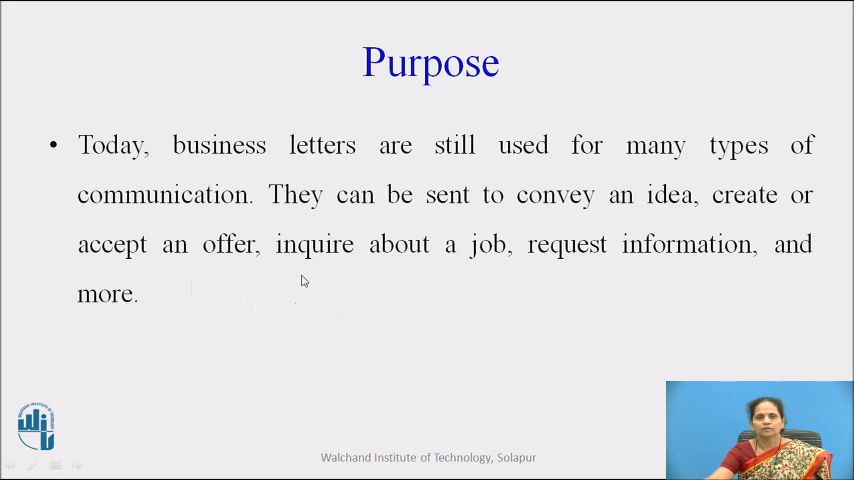 Purpose
• Today, business letters are still used for many types of
communication. They can be sent to convey an idea, create or
accept an offer, inquire about a job, request information, and
more.
Walchand Institute of Technology, Solapur